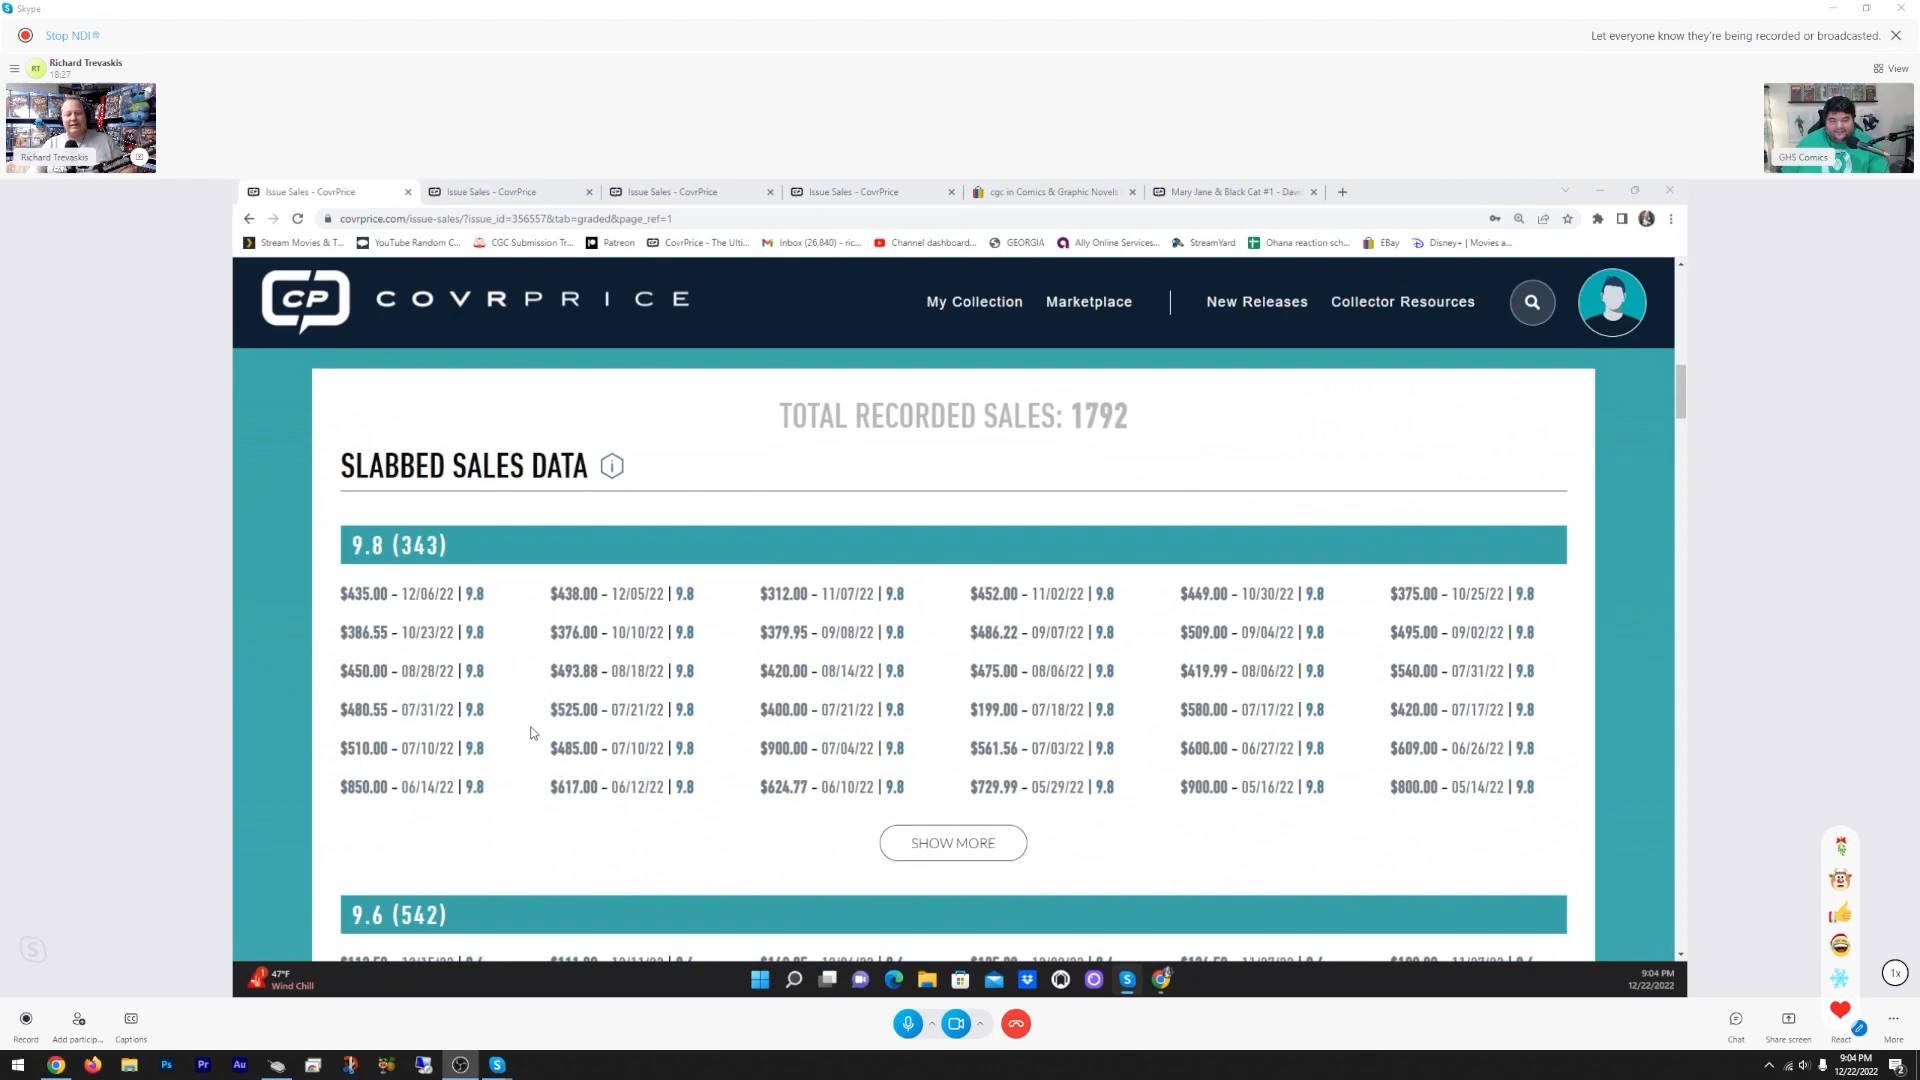 Skype
Stop NDI®
Let everyone know they're being recorded or broadcasted.
RT
Richard Trevaskis
18:27
View
Richard Trevaskis
GHS Comics
Issue Sales - CovrPrice
Issue Sales - CovrPrice
Issue Sales - CovrPrice
Issue Sales - CovrPrice
cgc in Comics & Graphic Novels
Mary Jane & Black Cat #1 - Davi
covrprice.com/issue-sales/?issue_id=356557&tab=graded&page_ref=1
Stream Movies & T...
YouTube Random C...
CGC Submission Tr...
Patreon
CovrPrice - The Ulti...
Inbox (26,840) - ric...
Channel dashboard...
GEORGIA
Ally Online Services...
StreamYard
Ohana reaction sch...
EBay
Disney+ | Movies a...
CP COVRPRICE
My Collection
Marketplace
New Releases
Collector Resources
TOTAL RECORDED SALES: 1792
SLABBED SALES DATA i
9.8 (343)
$435.00 - 12/06/22 | 9.8 $438.00 - 12/05/22 | 9.8 $312.00 - 11/07/22 | 9.8 $452.00 - 11/02/22 | 9.8 $449.00 - 10/30/22 | 9.8 $375.00 - 10/25/22 | 9.8
$386.55 - 10/23/22 | 9.8 $376.00 - 10/10/22 | 9.8 $379.95 - 09/08/22 | 9.8 $486.22 - 09/07/22 | 9.8 $509.00 - 09/04/22 | 9.8 $495.00 - 09/02/22 | 9.8
$450.00 - 08/28/22 | 9.8 $493.88 - 08/18/22 | 9.8 $420.00 - 08/14/22 | 9.8 $475.00 - 08/06/22 | 9.8 $419.99 - 08/06/22 | 9.8 $540.00 - 07/31/22 | 9.8
$480.55 - 07/31/22 | 9.8 $525.00 - 07/21/22 | 9.8 $400.00 - 07/21/22 | 9.8 $199.00 - 07/18/22 | 9.8 $580.00 - 07/17/22 | 9.8 $420.00 - 07/17/22 | 9.8
$510.00 - 07/10/22 | 9.8 $485.00 - 07/10/22 | 9.8 $900.00 - 07/04/22 | 9.8 $561.56 - 07/03/22 | 9.8 $600.00 - 06/27/22 | 9.8 $609.00 - 06/26/22 | 9.8
$850.00 - 06/14/22 | 9.8 $617.00 - 06/12/22 | 9.8 $624.77 - 06/10/22 | 9.8 $729.99 - 05/29/22 | 9.8 $900.00 - 05/16/22 | 9.8 $800.00 - 05/14/22 | 9.8
SHOW MORE
9.6 (542)
47°F
Wind Chill
9:04 PM
12/22/2022
1x
Record
Add particip...
Captions
Chat
Share screen
React
More
Ps
Pr
Au
9:04 PM
12/22/2022